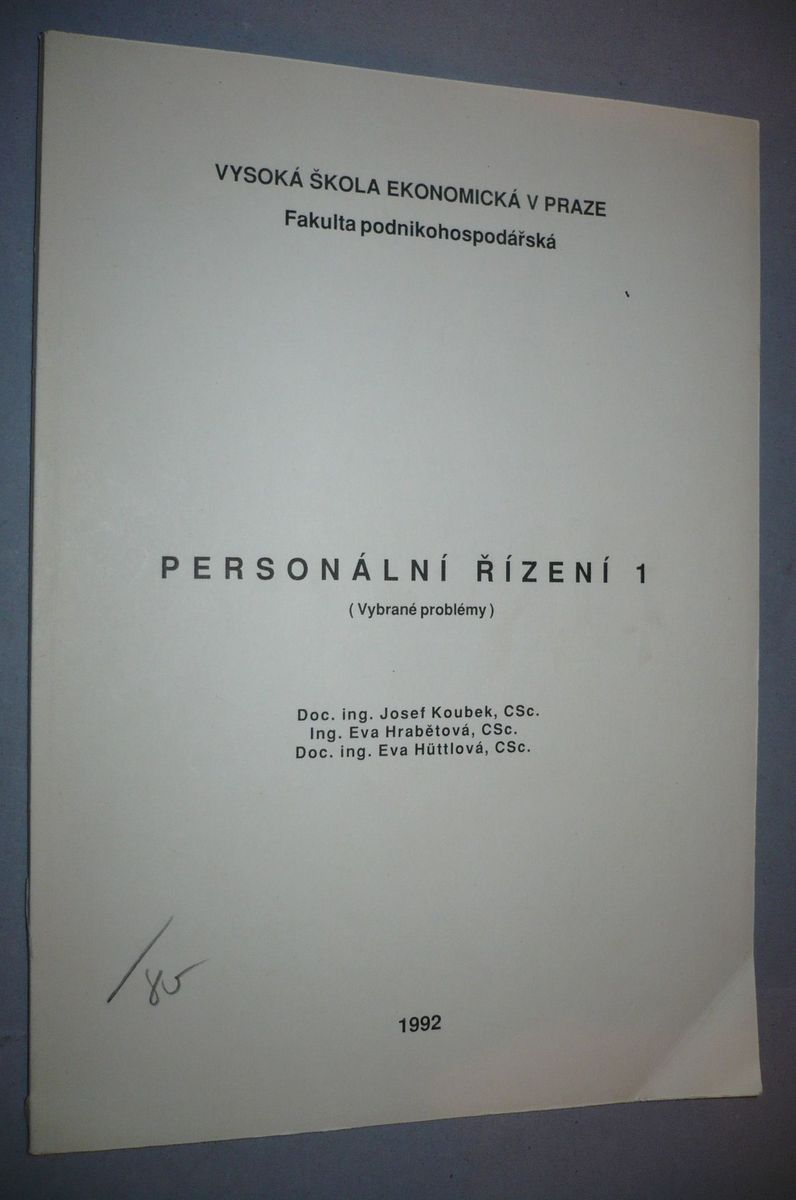 VYSOKÁ ŠKOLA EKONOMICKÁ V PRAZE
Fakulta podnikohospodářská
PERSONÁLNÍ ŘÍZENÍ 1
( Vybrané problémy )
Doc. ing. Josef Koubek, CSc.
Ing. Eva Hrabětová, CSc.
Doc. ing. Eva Hüttlová, CSc.
1992